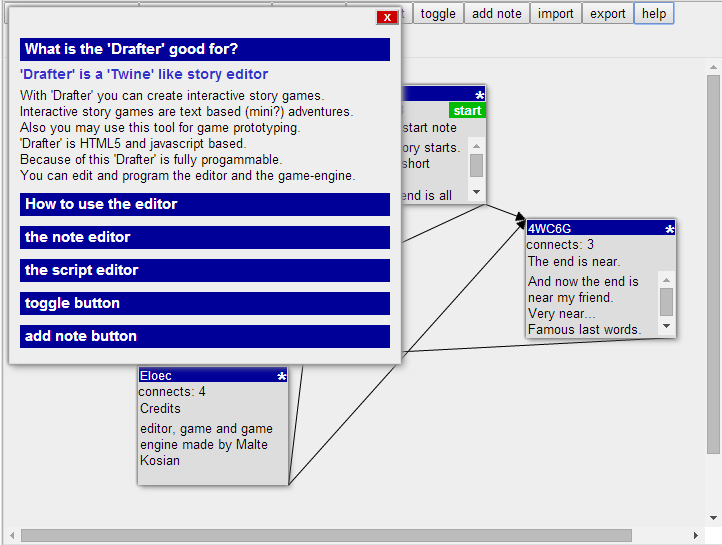 toggle
add note
import
export
help
x
What is the 'Drafter' good for?
'Drafter' is a 'Twine' like story editor
With 'Drafter' you can create interactive story games.
Interactive story games are text based (mini?) adventures.
Also you may use this tool for game prototyping.
'Drafter' is HTML5 and javascript based.
Because of this 'Drafter' is fully progammable.
You can edit and program the editor and the game-engine.
How to use the editor
the note editor
the script editor
toggle button
add note button
*
start
start note
ory starts.
short
end is all
4WC6G *
connects: 3
The end is near.
And now the end is
near my friend.
Very near...
Famous last words.
Eloec *
connects: 4
Credits
editor, game and game
engine made by Malte
Kosian